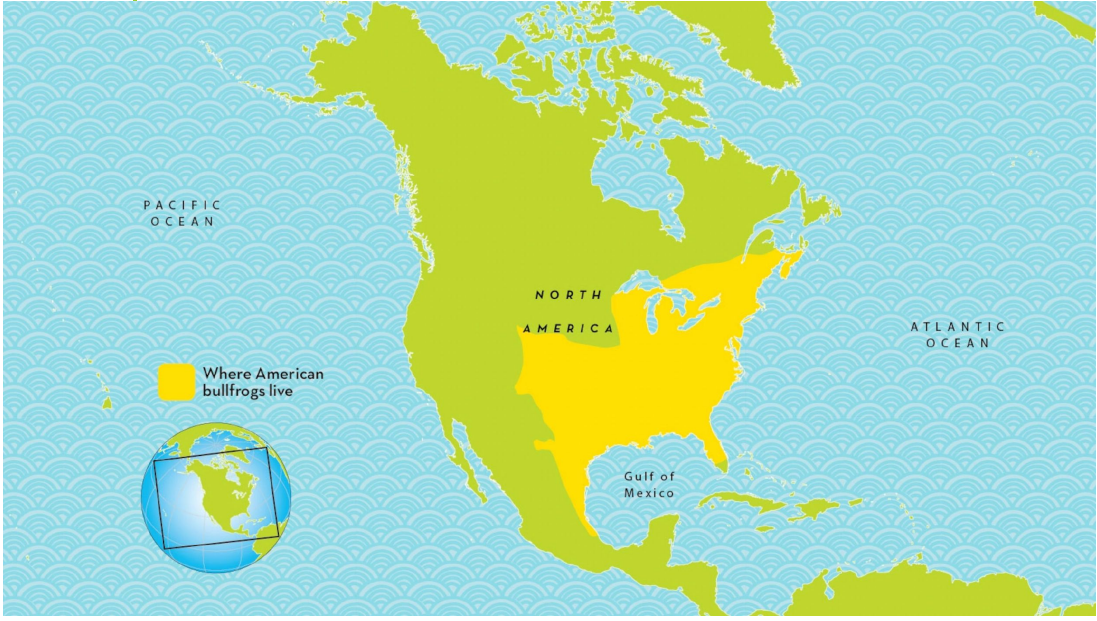 PACIFIC
OCEAN
NORTH
AMERICA
ATLANTIC
OCEAN
Where American
bullfrogs live
Gulf of
Mexico